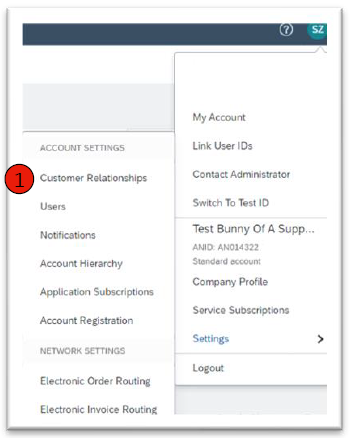 SZ
My Account
Link User IDs
Contact Administrator
Switch To Test ID
Test Bunny Of A Supp...
ANID: AN014322
Standard account
Company Profile
Service Subscriptions
Settings
Logout
ACCOUNT SETTINGS
1
Customer Relationships
Users
Notifications
Account Hierarchy
Application Subscriptions
Account Registration
NETWORK SETTINGS
Electronic Order Routing
Electronic Invoice Routing